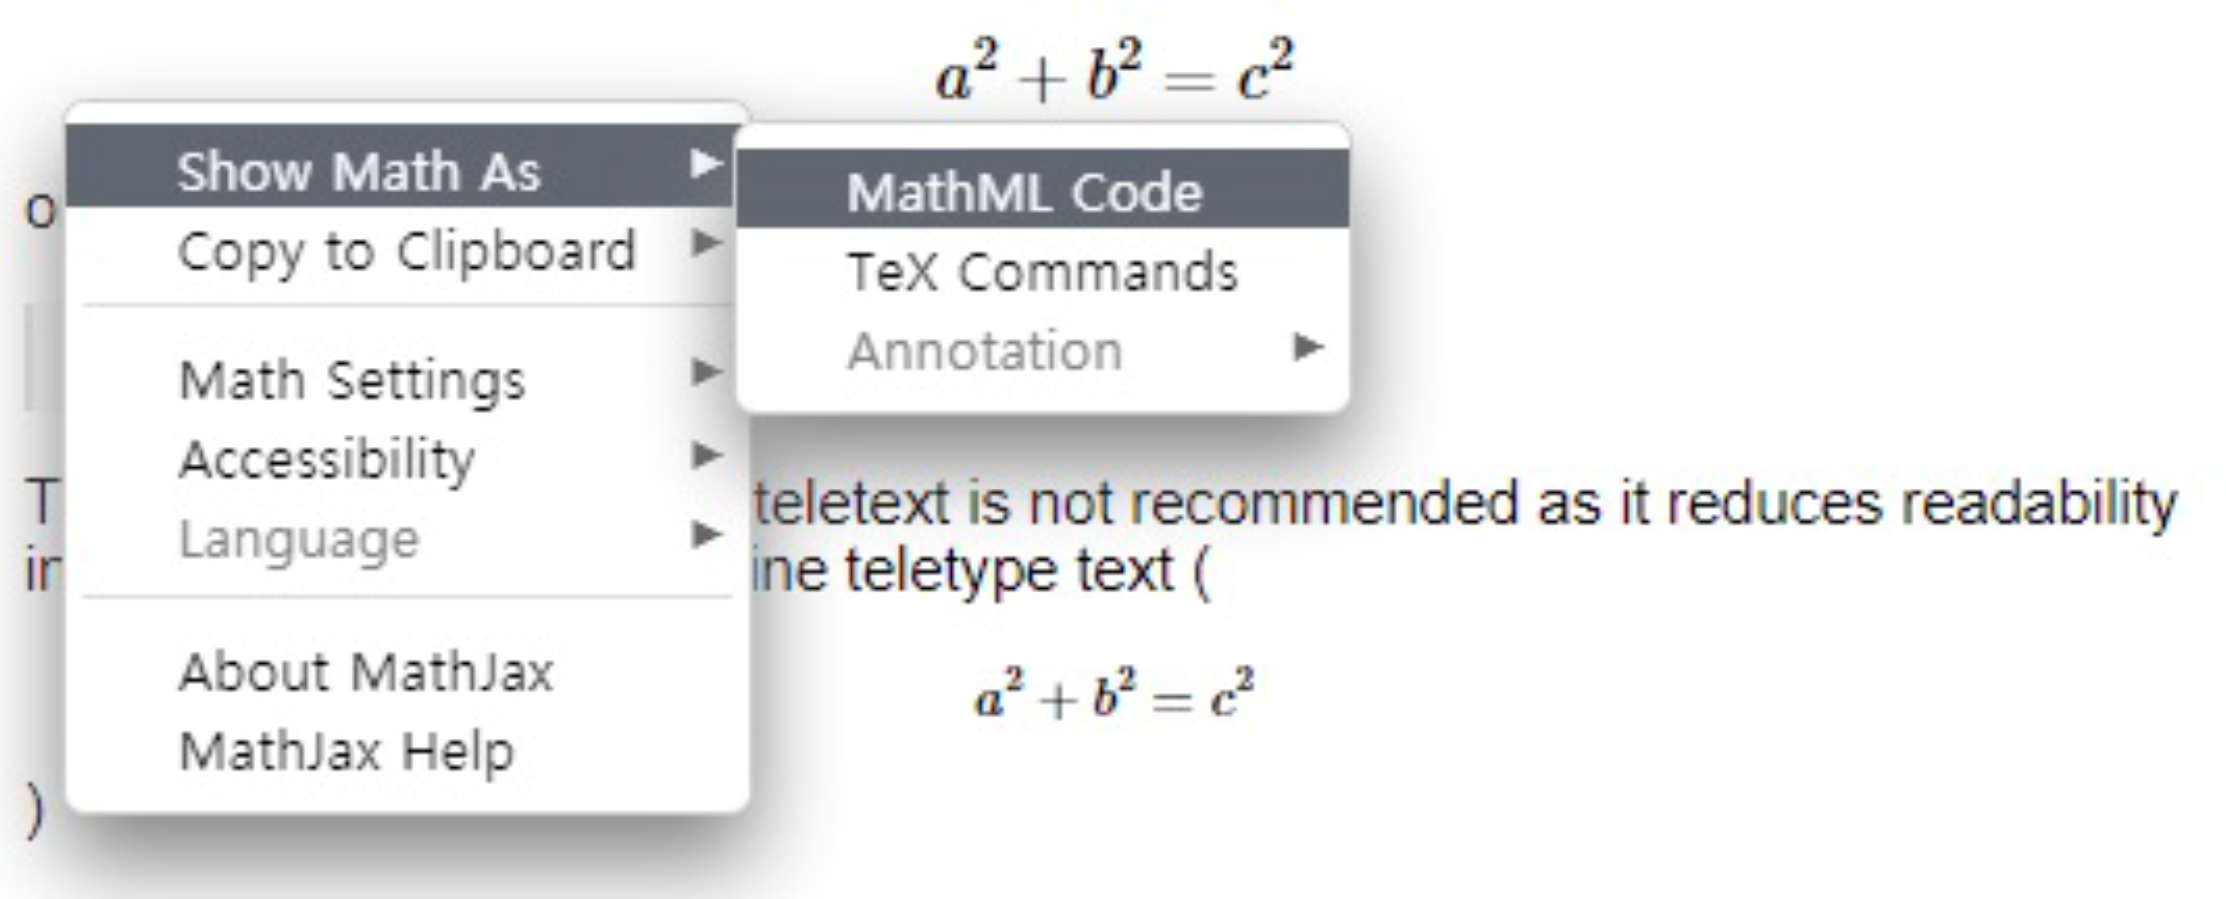 a² + b² = c²
Show Math As
Copy to Clipboard
Math Settings
Accessibility
Language
About MathJax
MathJax Help
MathML Code
TeX Commands
Annotation
teletext is not recommended as it reduces readability
teletype text (
a² + b² = c²
)